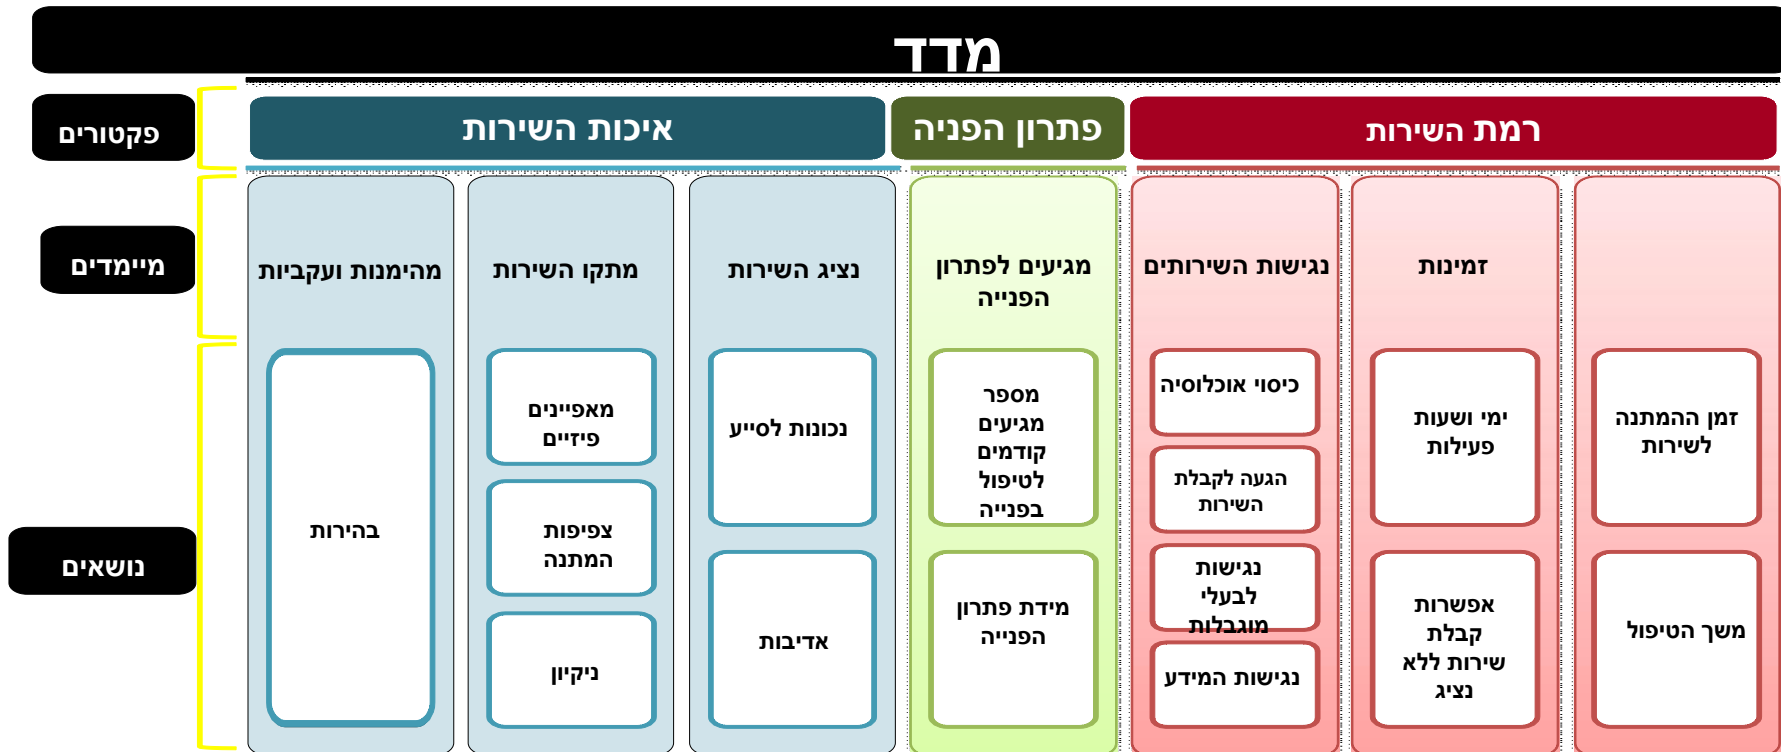 מדד
פקטורים
רמת השירות
פתרון הפניה
איכות השירות
מיימדים
זמינות
נגישות השירותים
מגיעים לפתרון
הפנייה
נציג השירות
מתקו השירות
מהימנות ועקביות
נושאים
זמן ההמתנה
לשירות
משך הטיפול
ימי ושעות
פעילות
אפשרות
קבלת
שירות ללא
נציג
כיסוי אוכלוסיה
הגעה לקבלת
השירות
נגישות
לבעלי
מוגבלות
נגישות המידע
מספר
מגיעים
קודמים
לטיפול
בפנייה
מידת פתרון
הפנייה
נכונות לסייע
אדיבות
מאפיינים
פיזיים
צפיפות
המתנה
ניקיון
בהירות